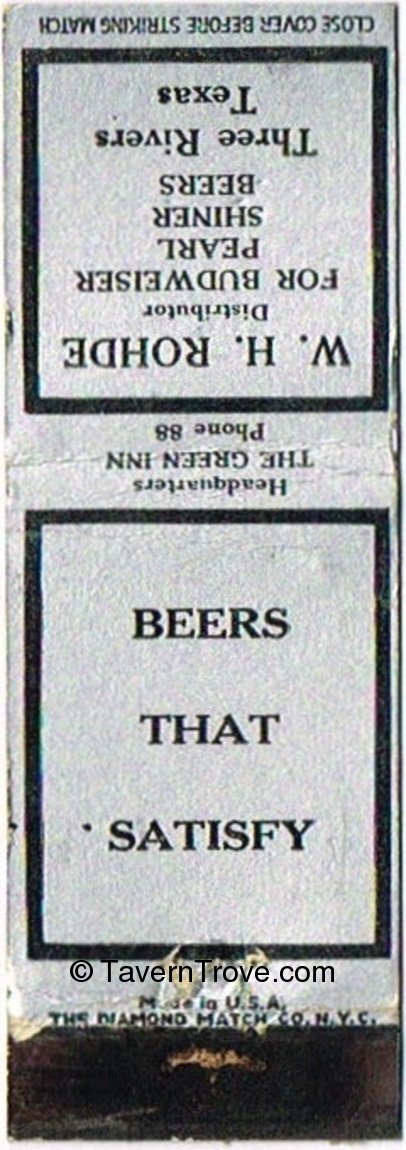 CLOSE COVER BEFORE STRIKING MATCH
W. H. ROHDE
Distributor
FOR BUDWEISER
PEARL
SHINER
BEERS
Three Rivers
Texas
Headquarters
THE GREEN INN
Phone 88
BEERS
THAT
SATISFY
© TavernTrove.com
Made in U.S.A.
THE DIAMOND MATCH CO. N.Y.C.